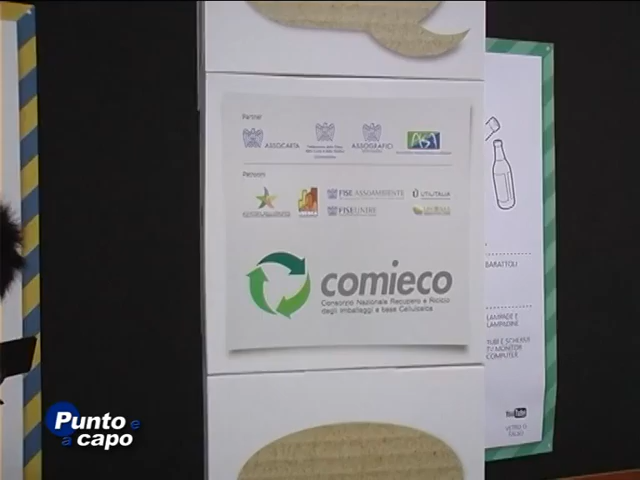 Partner
ASSOCARTA
ASSOGRAFICI
Patrocini
FISE ASSOAMBIENTE
UTILITALIA
FISE UNIRE
comieco
Consorzio Nazionale Recupero e Riciclo
degli Imballaggi a base Cellulosica
BARATTOLI
LAMPADE E
LAMPADINE
TUBI E SCHERMI
TV MONITOR
COMPUTER
YouTube
Punto e
a capo